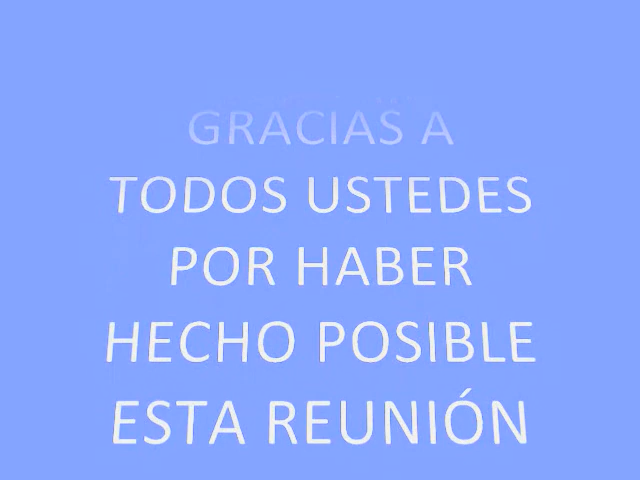 GRACIAS A
TODOS USTEDES
POR HABER
HECHO POSIBLE
ESTA REUNIÓN